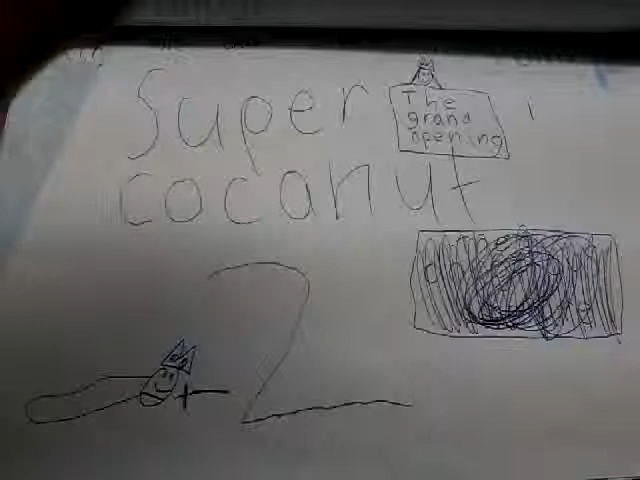 Super
The
grand
opening
cocanut
2